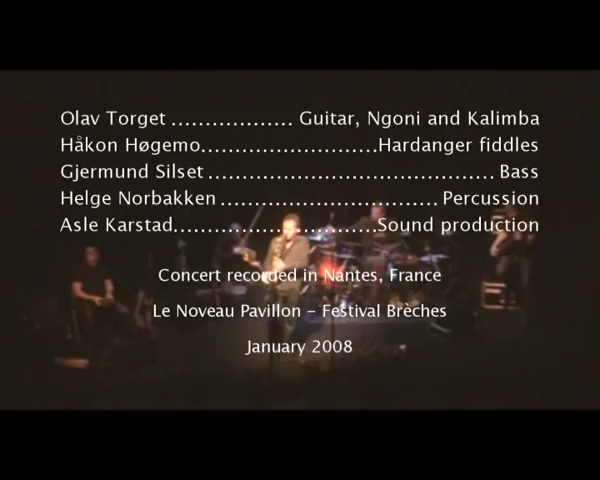 Olav Torget .................. Guitar, Ngoni and Kalimba
Håkon Høgemo..........................Hardanger fiddles
Gjermund Silset ........................................... Bass
Helge Norbakken ................................ Percussion
Asle Karstad..............................Sound production
Concert recorded in Nantes, France
Le Noveau Pavillon – Festival Brèches
January 2008